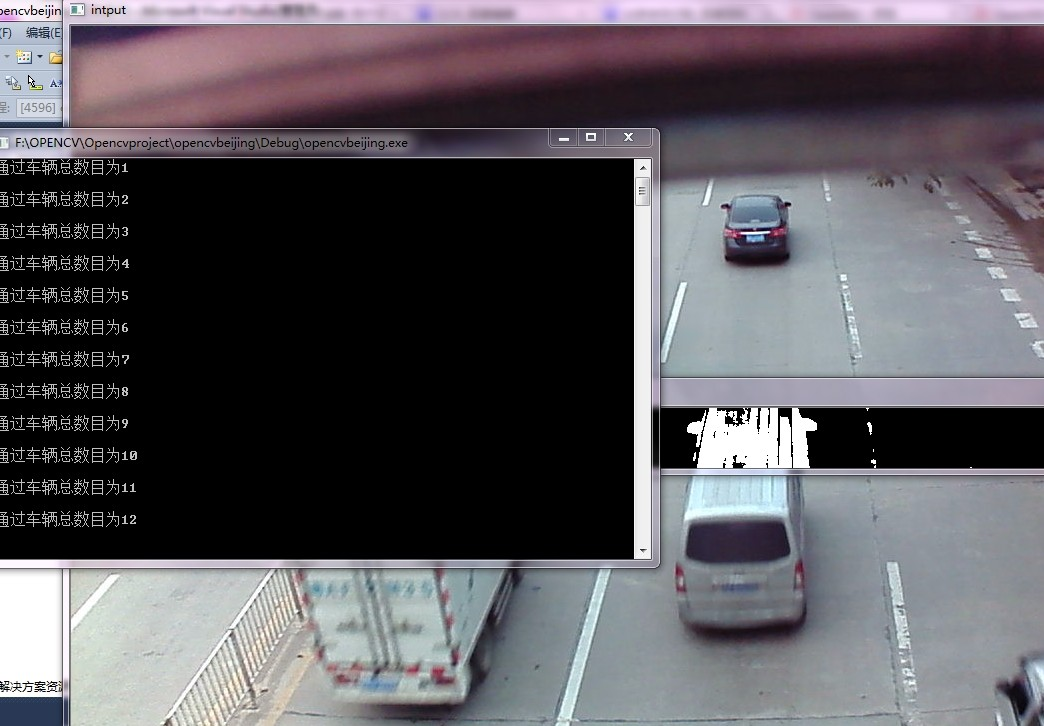 opencvbeijin
intput
(F) 编辑(E
程: [4596]
F:\OPENCV\Opencvproject\opencvbeijing\Debug\opencvbeijing.exe
通过车辆总数目为1
通过车辆总数目为2
通过车辆总数目为3
通过车辆总数目为4
通过车辆总数目为5
通过车辆总数目为6
通过车辆总数目为7
通过车辆总数目为8
通过车辆总数目为9
通过车辆总数目为10
通过车辆总数目为11
通过车辆总数目为12
解决方案资